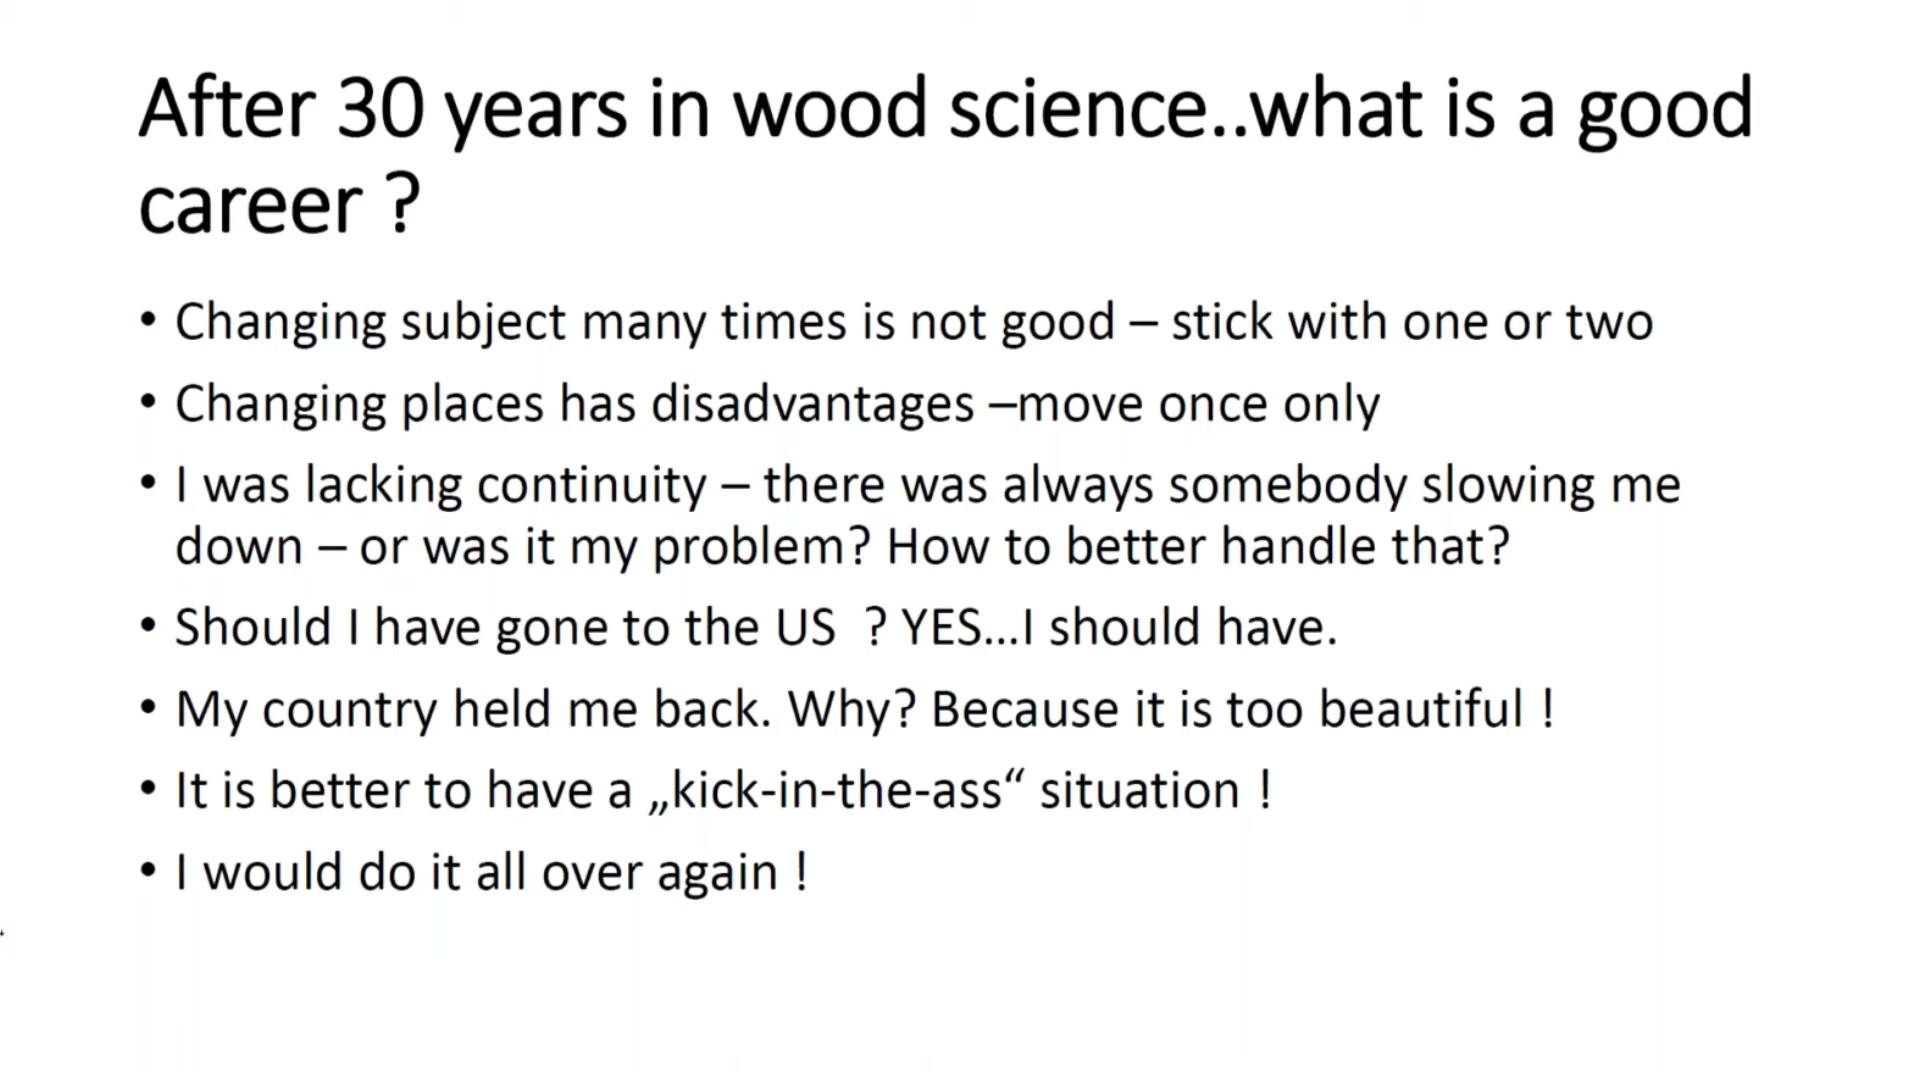 After 30 years in wood science..what is a good
career ?
• Changing subject many times is not good – stick with one or two
• Changing places has disadvantages –move once only
• I was lacking continuity – there was always somebody slowing me
down – or was it my problem? How to better handle that?
• Should I have gone to the US  ? YES...I should have.
• My country held me back. Why? Because it is too beautiful !
• It is better to have a „kick-in-the-ass“ situation !
• I would do it all over again !